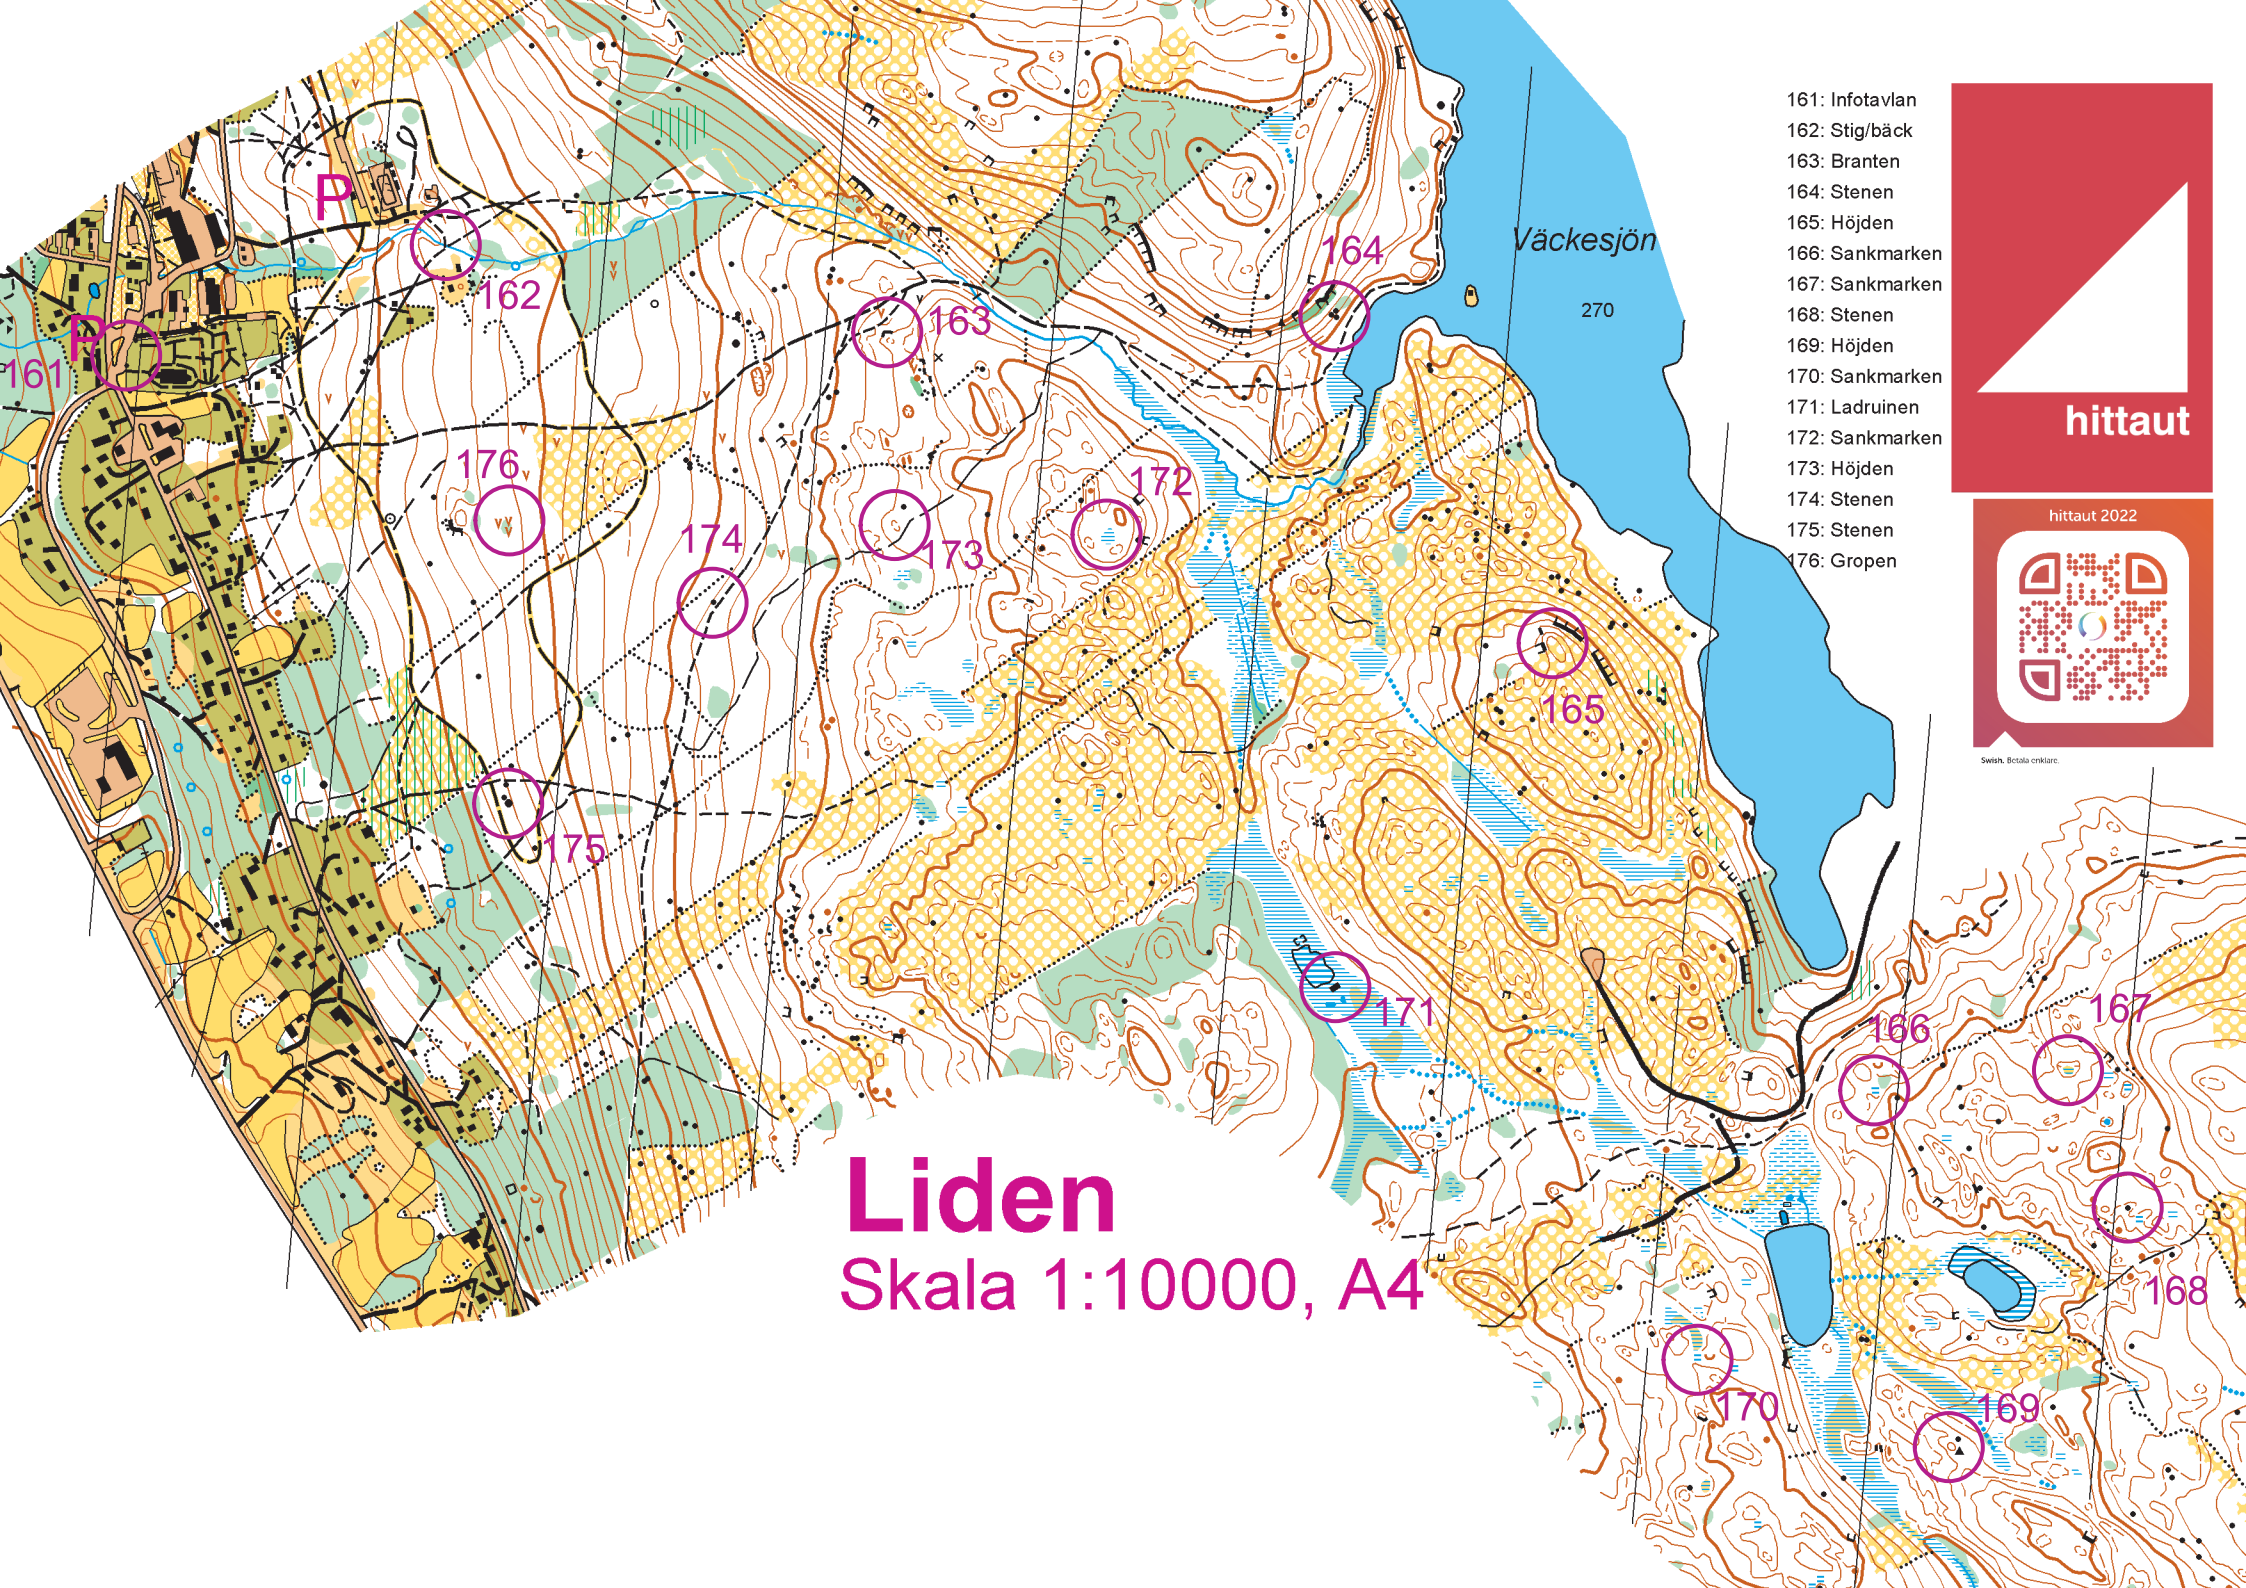 161: Infotavlan
162: Stig/bäck
163: Branten
164: Stenen
165: Höjden
166: Sankmarken
167: Sankmarken
168: Stenen
169: Höjden
170: Sankmarken
171: Ladruinen
172: Sankmarken
173: Höjden
174: Stenen
175: Stenen
176: Gropen
hittaut
hittaut 2022
Swish. Betala enklare.
Väckesjön
270
P
P
161
162
163
164
176
172
174
173
165
175
171
166
167
168
170
169
Liden
Skala 1:10000, A4